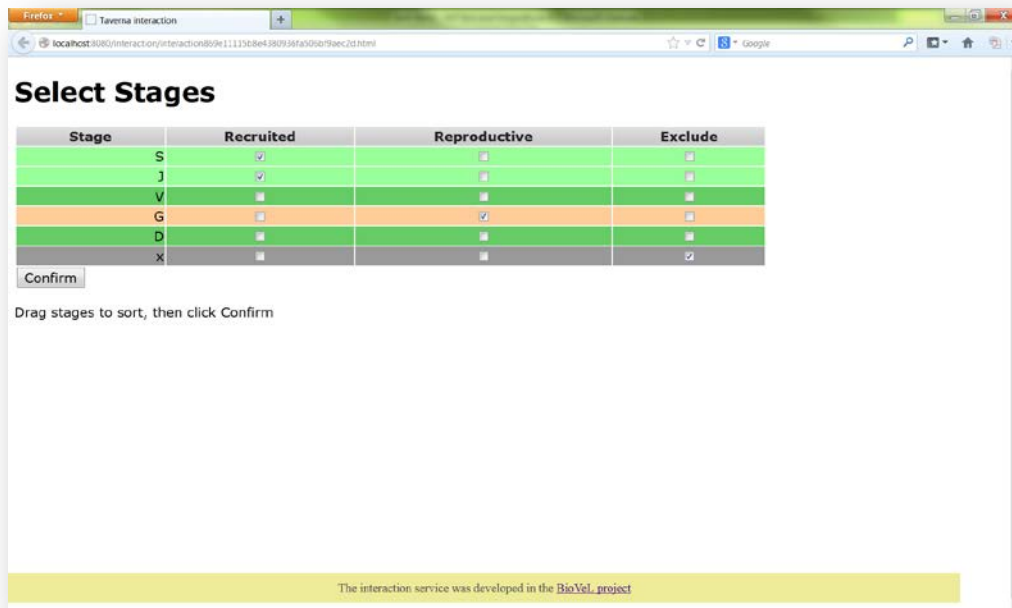 Firefox
Taverna interaction
Google
Select Stages
Stage Recruited Reproductive Exclude
S
J
V
G
D
x
Confirm
Drag stages to sort, then click Confirm
The interaction service was developed in the BioVeL project